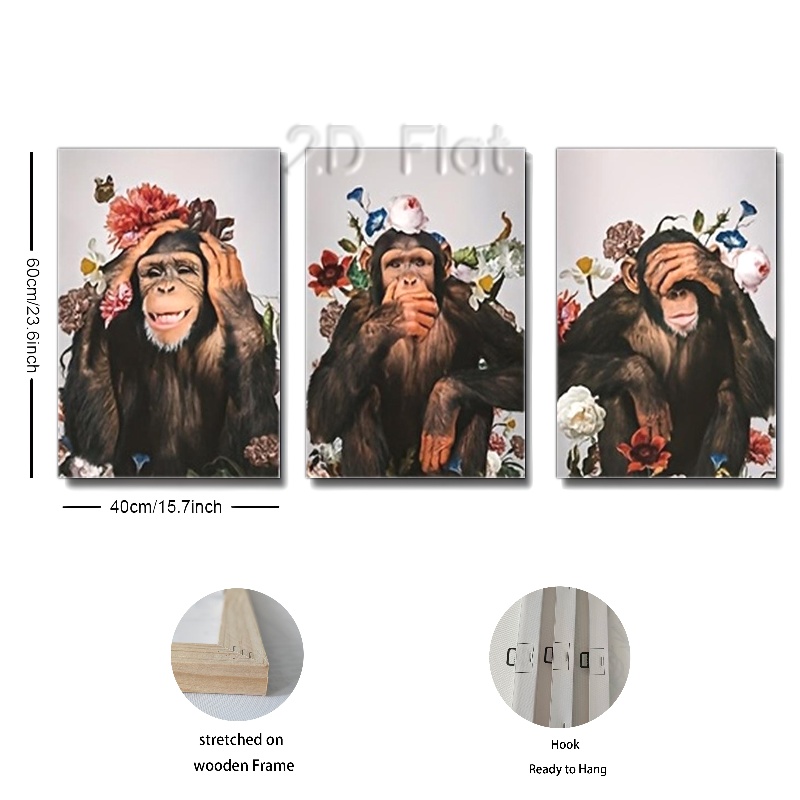 2D Flat
60cm/23.6inch
40cm/15.7inch
stretched on
wooden Frame
Hook
Ready to Hang